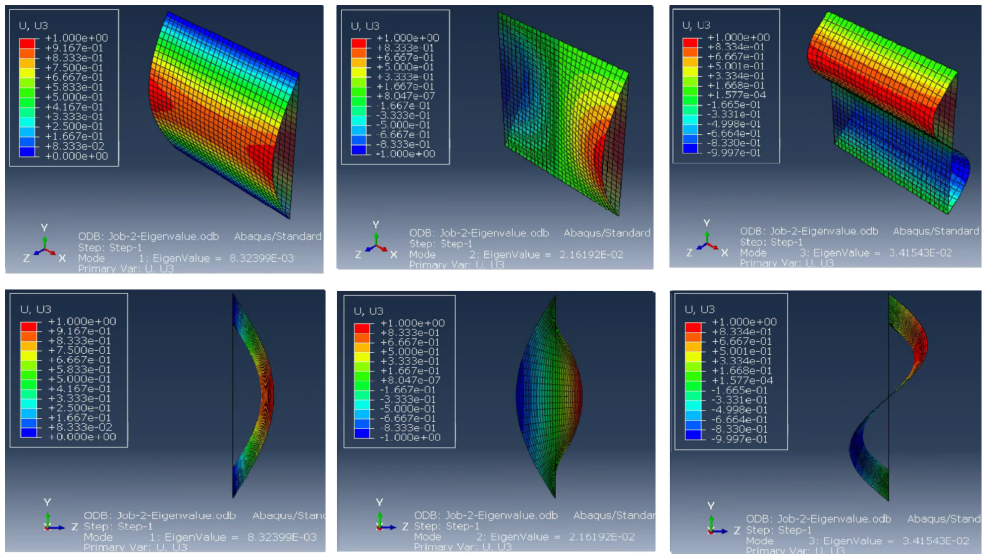 U, U3
+1.000e+00
+9.167e-01
+8.333e-01
+7.500e-01
+6.667e-01
+5.833e-01
+5.000e-01
+4.167e-01
+3.333e-01
+2.500e-01
+1.667e-01
+8.333e-02
+0.000e+00
Y
Z
X
ODB: Job-2-Eigenvalue.odb Abaqus/Standard
Step: Step-1
Mode 1: EigenValue = 8.32399E-03
Primary Var: U, U3
U, U3
+1.000e+00
+8.333e-01
+6.667e-01
+5.000e-01
+3.333e-01
+1.667e-01
+8.047e-07
-1.667e-01
-3.333e-01
-5.000e-01
-6.667e-01
-8.333e-01
-1.000e+00
Y
Z
X
ODB: Job-2-Eigenvalue.odb Abaqus/Standard
Step: Step-1
Mode 2: EigenValue = 2.16192E-02
Primary Var: U, U3
U, U3
+1.000e+00
+8.334e-01
+6.667e-01
+5.001e-01
+3.334e-01
+1.668e-01
+1.577e-04
-1.665e-01
-3.331e-01
-4.998e-01
-6.664e-01
-8.330e-01
-9.997e-01
Y
Z
X
ODB: Job-2-Eigenvalue.odb Abaqus/Standard
Step: Step-1
Mode 3: EigenValue = 3.41543E-02
Primary Var: U, U3
U, U3
+1.000e+00
+9.167e-01
+8.333e-01
+7.500e-01
+6.667e-01
+5.833e-01
+5.000e-01
+4.167e-01
+3.333e-01
+2.500e-01
+1.667e-01
+8.333e-02
+0.000e+00
Y
Z
ODB: Job-2-Eigenvalue.odb Abaqus/Stand
Step: Step-1
Mode 1: EigenValue = 8.32399E-03
Primary Var: U, U3
U, U3
+1.000e+00
+8.333e-01
+6.667e-01
+5.000e-01
+3.333e-01
+1.667e-01
+8.047e-07
-1.667e-01
-3.333e-01
-5.000e-01
-6.667e-01
-8.333e-01
-1.000e+00
Y
Z
ODB: Job-2-Eigenvalue.odb Abaqus/Standar
Step: Step-1
Mode 2: EigenValue = 2.16192E-02
Primary Var: U, U3
U, U3
+1.000e+00
+8.334e-01
+6.667e-01
+5.001e-01
+3.334e-01
+1.668e-01
+1.577e-04
-1.665e-01
-3.331e-01
-4.998e-01
-6.664e-01
-8.330e-01
-9.997e-01
Y
Z
ODB: Job-2-Eigenvalue.odb Abaqus/Standar
Step: Step-1
Mode 3: EigenValue = 3.41543E-02
Primary Var: U, U3